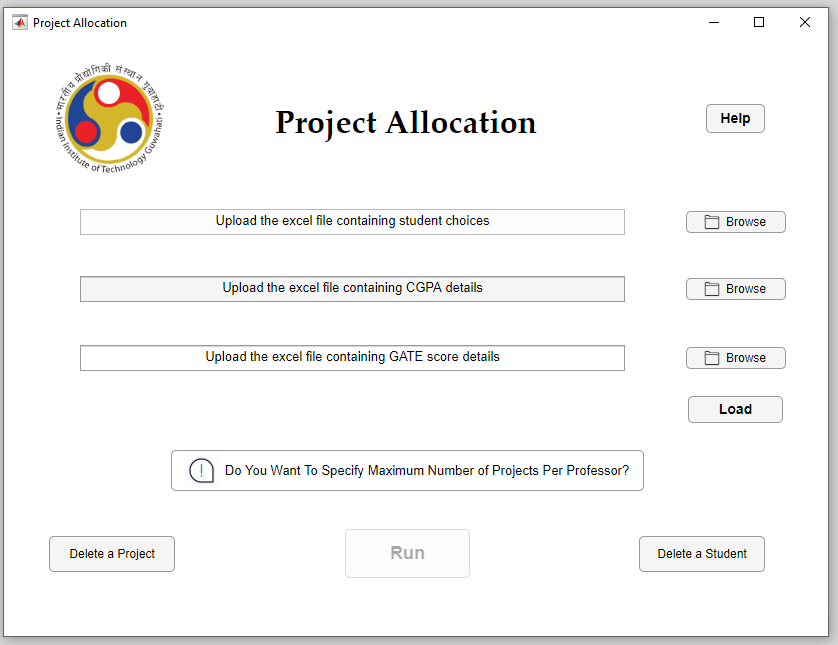 Project Allocation
भारतीय प्रौद्योगिकी संस्थान गुवाहाटी
Indian Institute of Technology Guwahati
Project Allocation
Help
Upload the excel file containing student choices
Browse
Upload the excel file containing CGPA details
Browse
Upload the excel file containing GATE score details
Browse
Load
Do You Want To Specify Maximum Number of Projects Per Professor?
Delete a Project
Run
Delete a Student